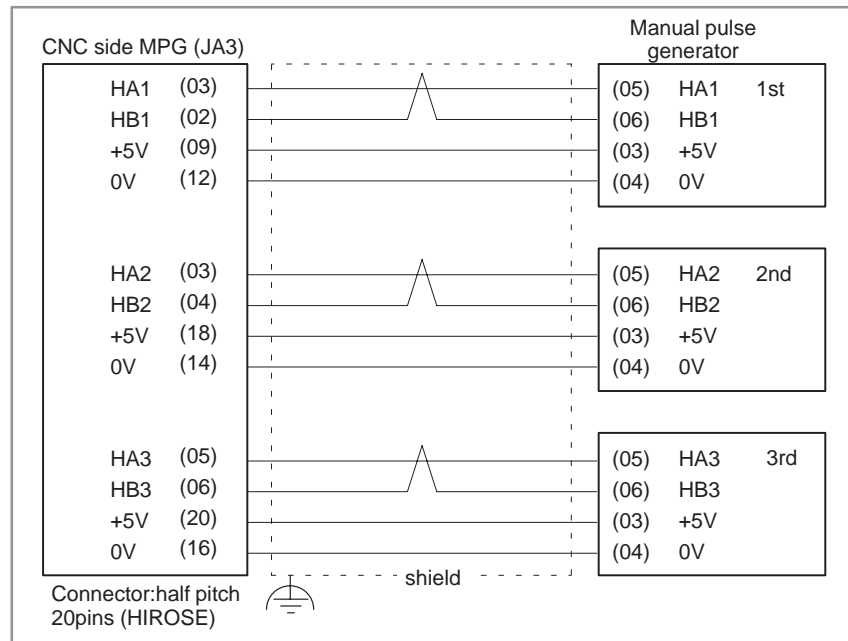 CNC side MPG (JA3)
Manual pulse
generator
HA1 (03)
HB1 (02)
+5V (09)
0V (12)
(05) HA1 1st
(06) HB1
(03) +5V
(04) 0V
HA2 (03)
HB2 (04)
+5V (18)
0V (14)
(05) HA2 2nd
(06) HB2
(03) +5V
(04) 0V
HA3 (05)
HB3 (06)
+5V (20)
0V (16)
(05) HA3 3rd
(06) HB3
(03) +5V
(04) 0V
shield
Connector:half pitch
20pins (HIROSE)